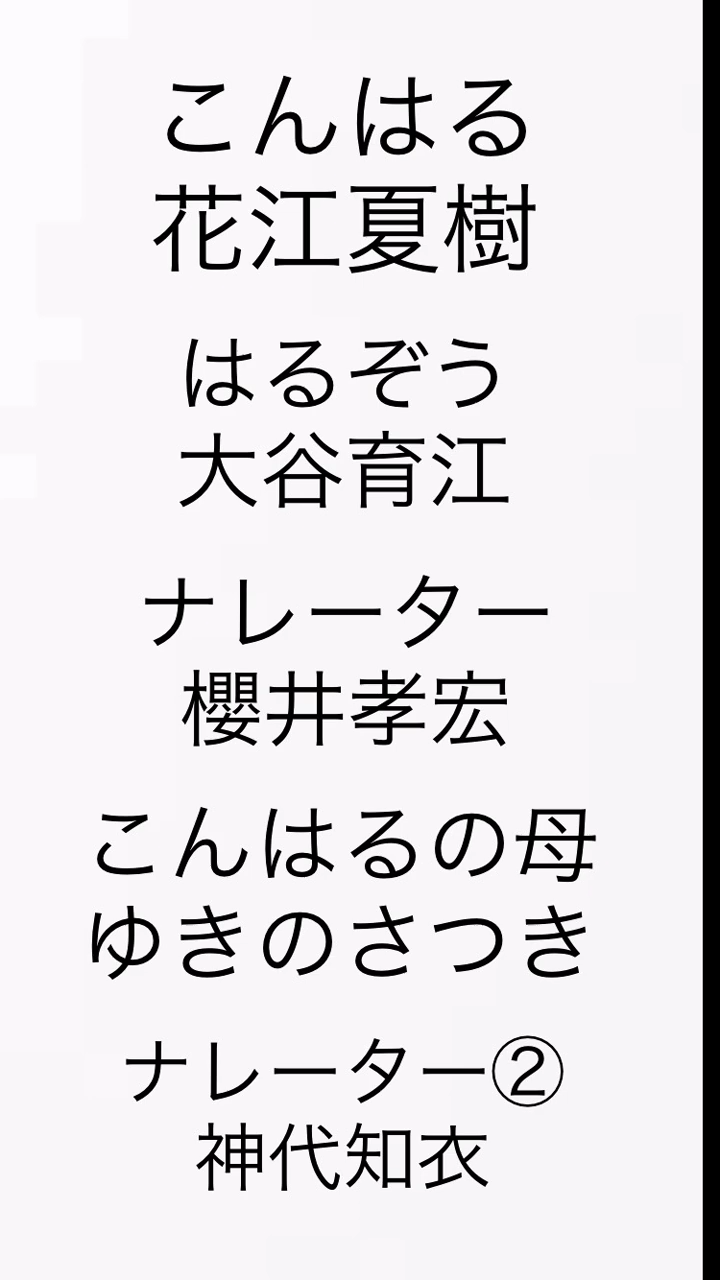 こんはる
花江夏樹
はるぞう
大谷育江
ナレーター
櫻井孝宏
こんはるの母
ゆきのさつき
ナレーター②
神代知衣